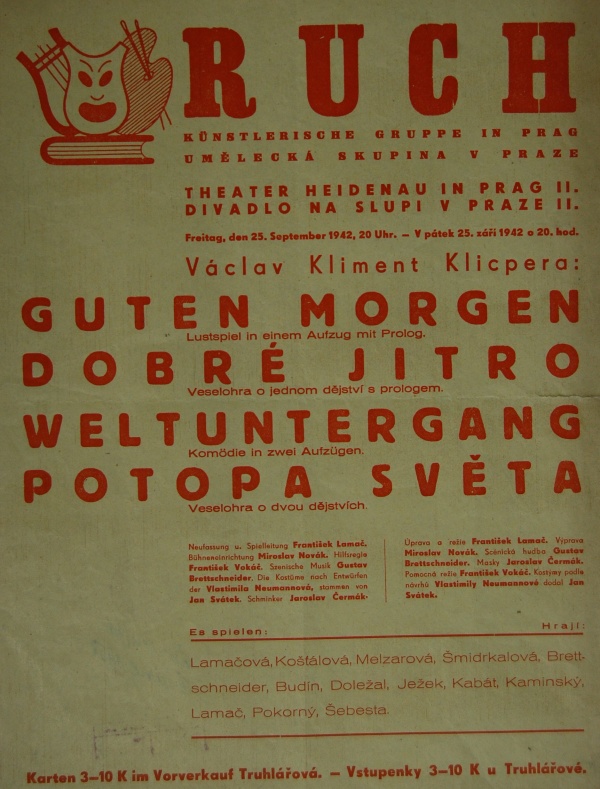 RUCH
KÜNSTLERISCHE GRUPPE IN PRAG
UMĚLECKÁ SKUPINA V PRAZE
THEATER HEIDENAU IN PRAG II.
DIVADLO NA SLUPI V PRAZE II.
Freitag, den 25. September 1942, 20 Uhr. — V pátek 25. září 1942 o 20. hod.
Václav Kliment Klicpera:
GUTEN MORGEN
Lustspiel in einem Aufzug mit Prolog.
DOBRÉ JITRO
Veselohra o jednom dějství s prologem.
WELTUNTERGANG
Komödie in zwei Aufzügen.
POTOPA SVĚTA
Veselohra o dvou dějstvích.
Neufassung u. Spielleitung František Lamač.
Bühneneinrichtung Miroslav Novák. Hilfsregie
František Vokáč. Szenische Musik Gustav
Brettschneider. Die Kostüme nach Entwürfen
der Vlastimila Neumannová, stammen von
Jan Svátek. Schminker Jaroslav Čermák.
Úprava a režie František Lamač. Výprava
Miroslav Novák. Scénická hudba Gustav
Brettschneider. Masky Jaroslav Čermák.
Pomocná režie František Vokáč. Kostymy podle
návrhů Vlastimily Neumannové dodal Jan
Svátek.
Es spielen: Hrají:
Lamačová, Košťálová, Melzarová, Šmidrkalová, Brett-
schneider, Budín, Doležal, Ježek, Kabát, Kaminský,
Lamač, Pokorný, Šebesta.
Karten 3–10 K im Vorverkauf Truhlářová. — Vstupenky 3–10 K u Truhlářové.